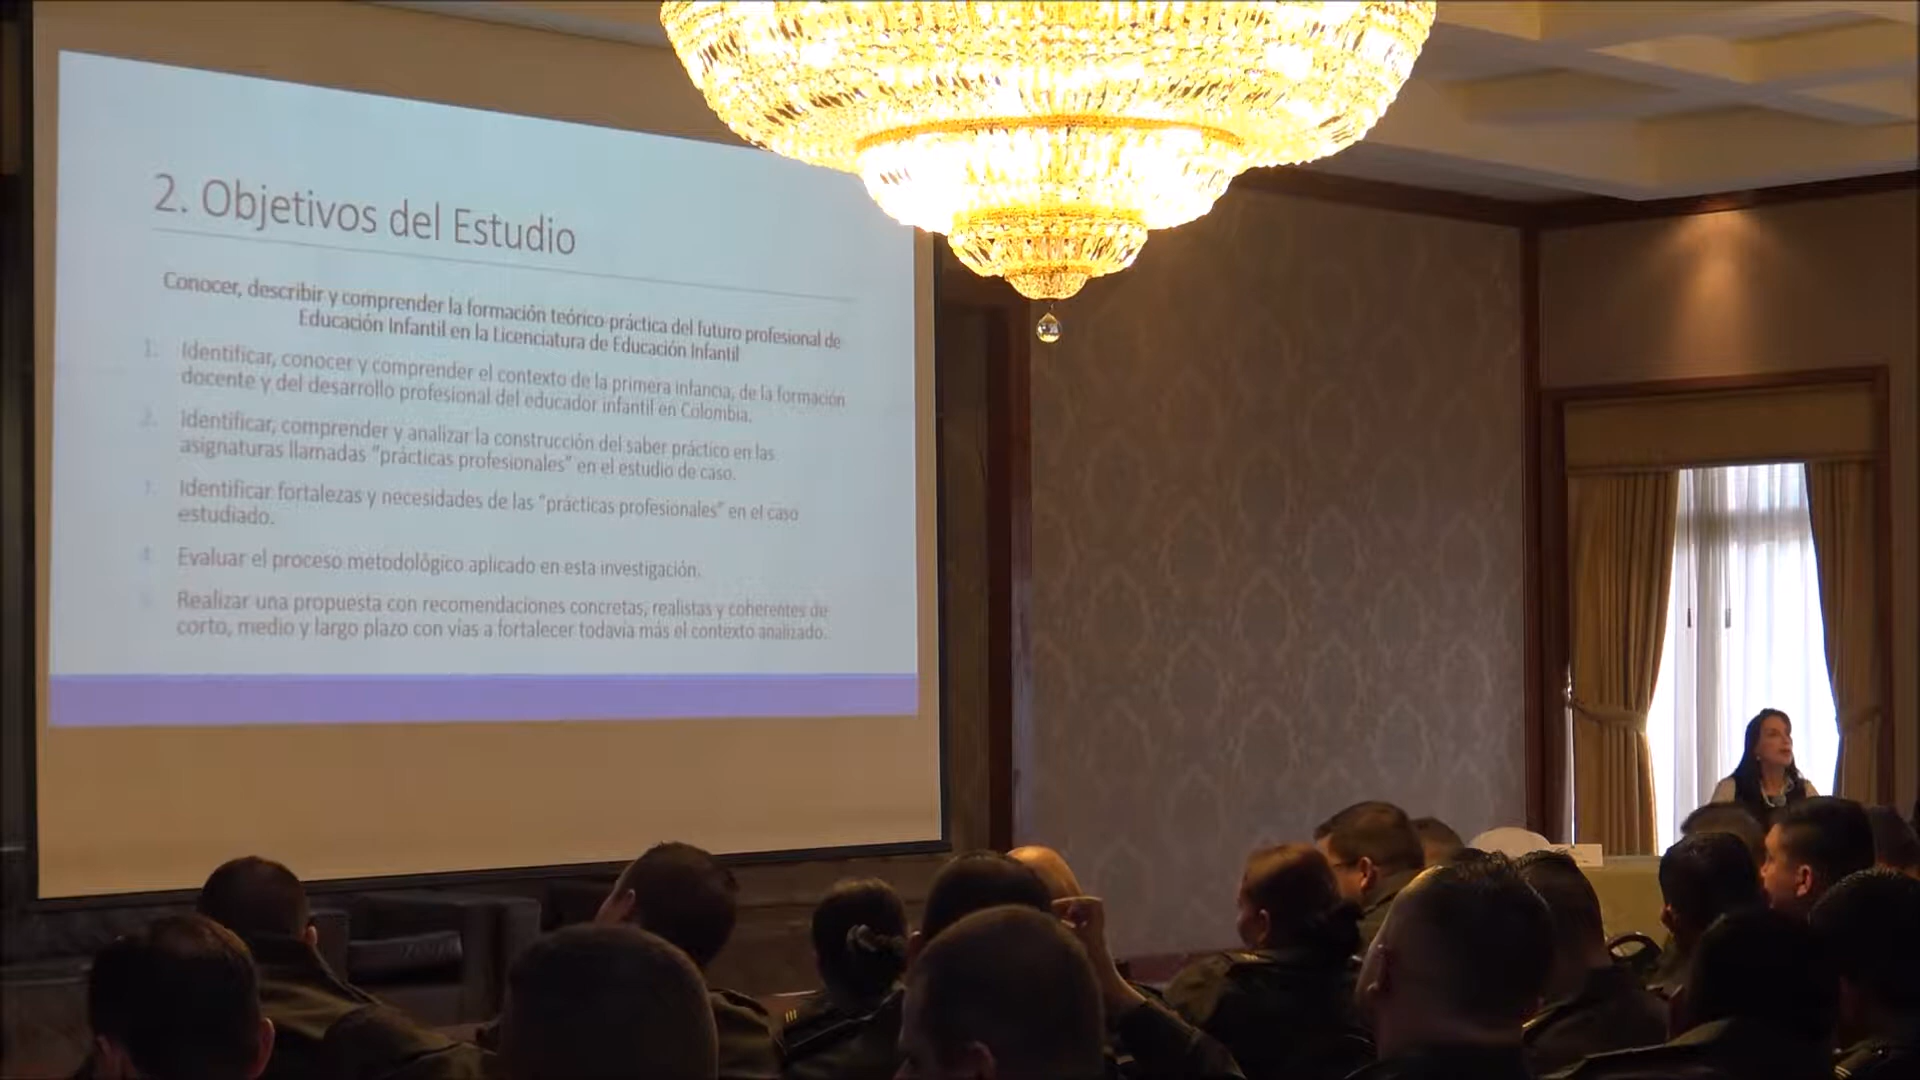 2. Objetivos del Estudio
Conocer, describir y comprender la formación teórico-práctica del futuro profesional de
Educación Infantil en la Licenciatura de Educación Infantil
1. Identificar, conocer y comprender el contexto de la primera infancia, de la formación
docente y del desarrollo profesional del educador infantil en Colombia.
2. Identificar, comprender y analizar la construcción del saber práctico en las
asignaturas llamadas "prácticas profesionales" en el estudio de caso.
Identificar fortalezas y necesidades de las "prácticas profesionales" en el caso
estudiado.
4. Evaluar el proceso metodológico aplicado en esta investigación.
Realizar una propuesta con recomendaciones concretas, realistas y coherentes de
corto, medio y largo plazo con vías a fortalecer todavía más el contexto analizado.